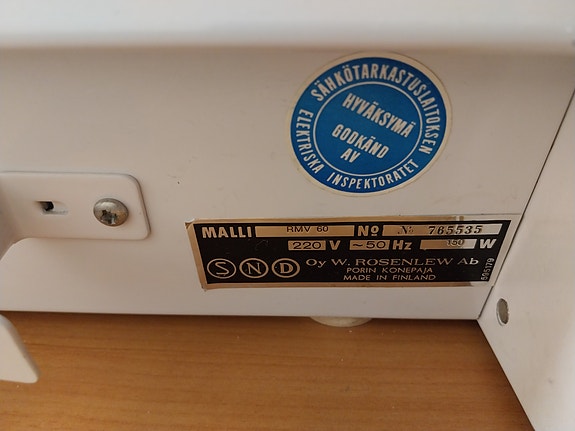 SÄHKÖTARKASTUSLAITOKSEN
HYVÄKSYMÄ
GODKÄND
AV
ELEKTRISKA INSPEKTORATET
MALLI RMV 60 No No 765535
220 V ~50 Hz 150 W
S N D Oy W. ROSENLEW Ab
PORIN KONEPAJA
MADE IN FINLAND
595179